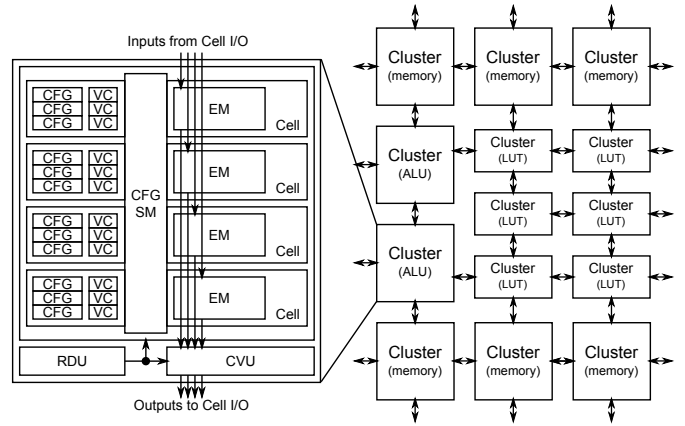 Inputs from Cell I/O
CFG VC
CFG VC
CFG VC
EM
Cell
CFG VC
CFG VC
CFG VC
EM
Cell
CFG
SM
CFG VC
CFG VC
CFG VC
EM
Cell
CFG VC
CFG VC
CFG VC
EM
Cell
RDU
CVU
Outputs to Cell I/O
Cluster
(memory)
Cluster
(memory)
Cluster
(memory)
Cluster
(ALU)
Cluster
(LUT)
Cluster
(LUT)
Cluster
(LUT)
Cluster
(LUT)
Cluster
(ALU)
Cluster
(LUT)
Cluster
(LUT)
Cluster
(memory)
Cluster
(memory)
Cluster
(memory)